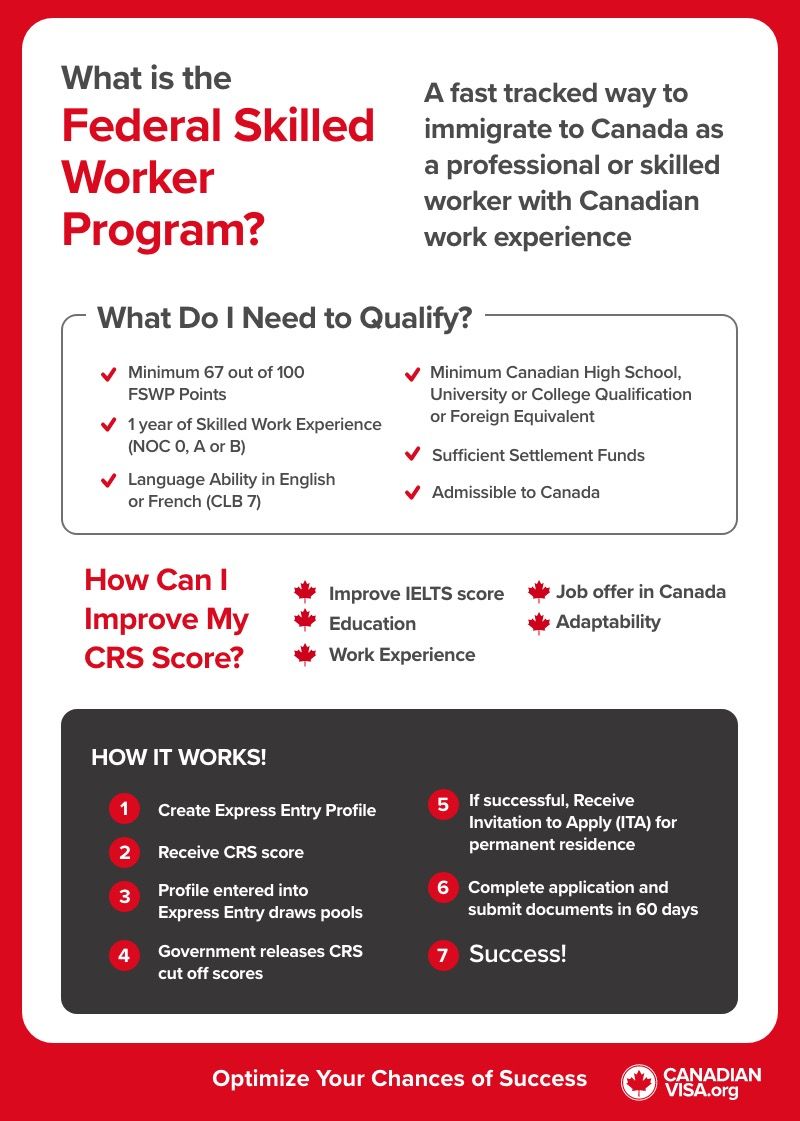 What is the
Federal Skilled
Worker
Program?
A fast tracked way to
immigrate to Canada as
a professional or skilled
worker with Canadian
work experience
What Do I Need to Qualify?
Minimum 67 out of 100
FSWP Points
1 year of Skilled Work Experience
(NOC 0, A or B)
Language Ability in English
or French (CLB 7)
Minimum Canadian High School,
University or College Qualification
or Foreign Equivalent
Sufficient Settlement Funds
Admissible to Canada
How Can I
Improve My
CRS Score?
Improve IELTS score
Education
Work Experience
Job offer in Canada
Adaptability
HOW IT WORKS!
1 Create Express Entry Profile
2 Receive CRS score
3 Profile entered into
Express Entry draws pools
4 Government releases CRS
cut off scores
5 If successful, Receive
Invitation to Apply (ITA) for
permanent residence
6 Complete application and
submit documents in 60 days
7 Success!
Optimize Your Chances of Success
CANADIAN
VISA.org